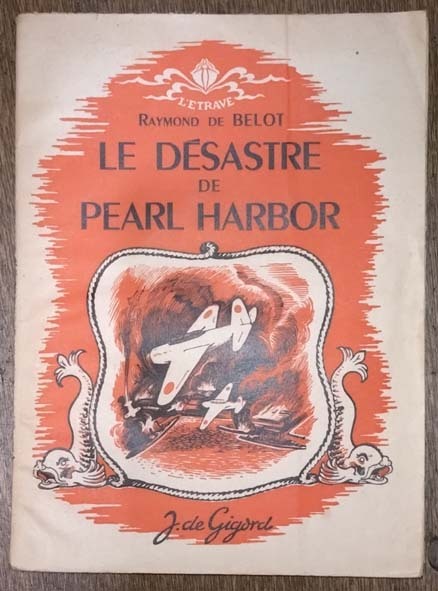 L'ETRAVE
RAYMOND DE BELOT
LE DÉSASTRE
DE
PEARL HARBOR
J. de Gigord